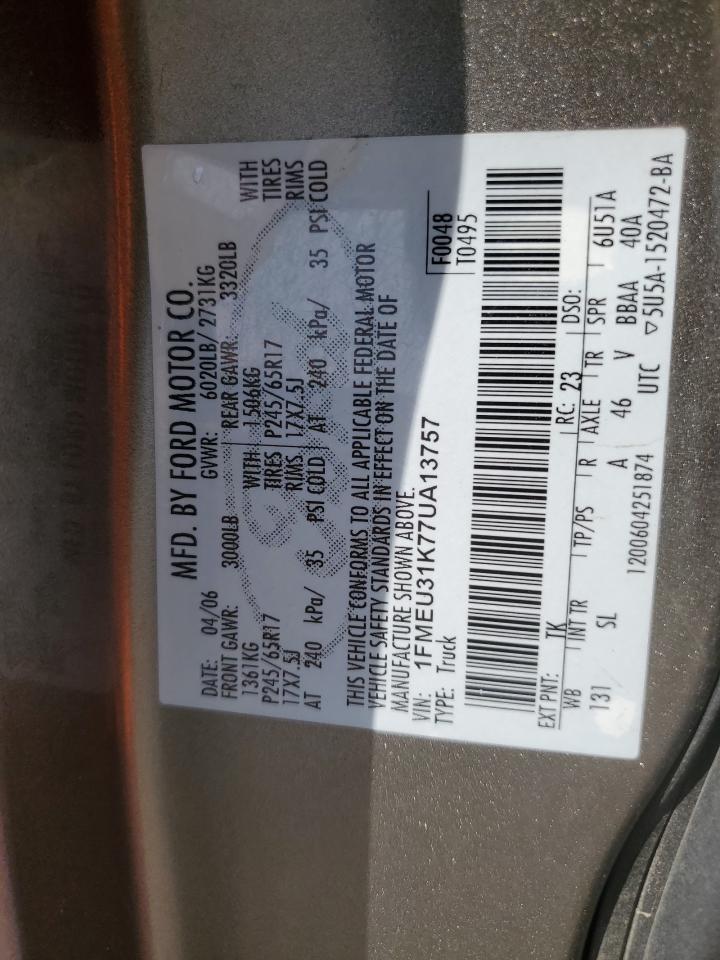 MFD. BY FORD MOTOR CO.
DATE: 04/06 GVWR: 6020LB/ 2731KG
FRONT GAWR: 3000LB REAR GAWR: 3320LB
1361KG WITH 1506KG WITH
P245/65R17 TIRES P245/65R17 TIRES
17X7.5J RIMS 17X7.5J RIMS
AT 240 kPa/ 35 PSI COLD AT 240 kPa/ 35 PSI COLD
THIS VEHICLE CONFORMS TO ALL APPLICABLE FEDERAL MOTOR
VEHICLE SAFETY STANDARDS IN EFFECT ON THE DATE OF
MANUFACTURE SHOWN ABOVE.
VIN: 1FMEU31K77UA13757 F0048
TYPE: Truck T0495
EXT PNT: TK RC: 23 DSO:
WB INT TR TP/PS R AXLE TR SPR 6U51A
131 SL A 46 V BBAA 40A
1200604251874 UTC ▽5U5A-1520472-BA